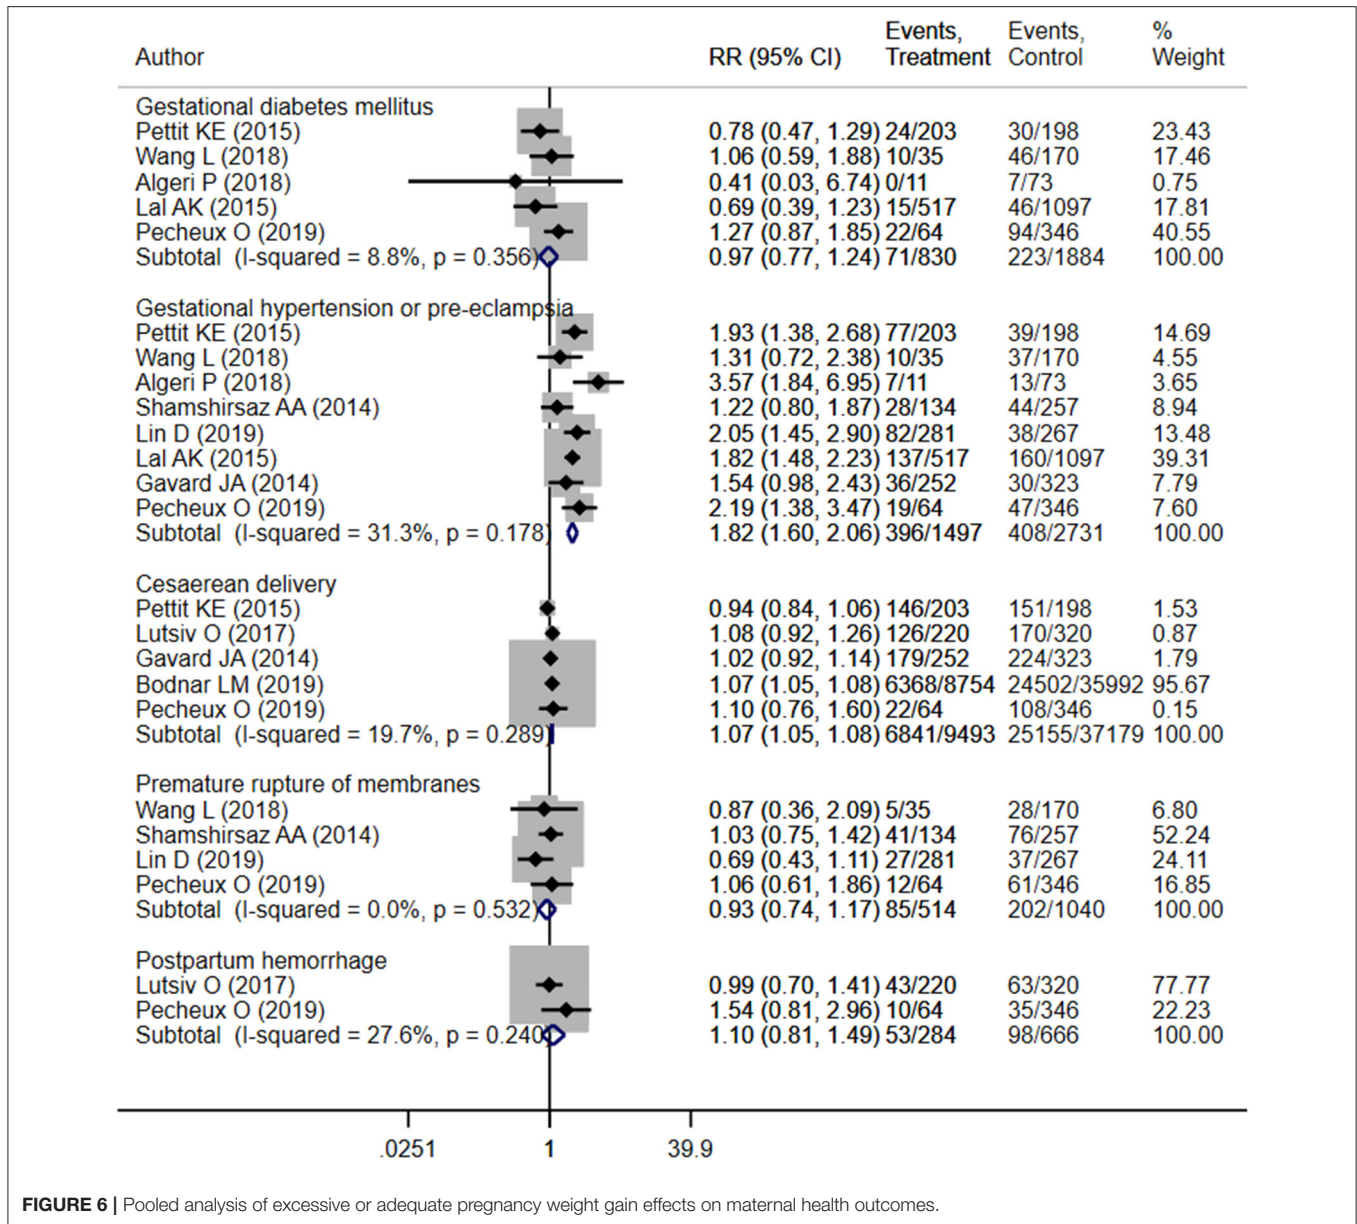 Author RR (95% CI) Events, Treatment Events, Control % Weight
Gestational diabetes mellitus
Pettit KE (2015) 0.78 (0.47, 1.29) 24/203 30/198 23.43
Wang L (2018) 1.06 (0.59, 1.88) 10/35 46/170 17.46
Algeri P (2018) 0.41 (0.03, 6.74) 0/11 7/73 0.75
Lal AK (2015) 0.69 (0.39, 1.23) 15/517 46/1097 17.81
Pecheux O (2019) 1.27 (0.87, 1.85) 22/64 94/346 40.55
Subtotal (I-squared = 8.8%, p = 0.356) 0.97 (0.77, 1.24) 71/830 223/1884 100.00
Gestational hypertension or pre-eclampsia
Pettit KE (2015) 1.93 (1.38, 2.68) 77/203 39/198 14.69
Wang L (2018) 1.31 (0.72, 2.38) 10/35 37/170 4.55
Algeri P (2018) 3.57 (1.84, 6.95) 7/11 13/73 3.65
Shamshirsaz AA (2014) 1.22 (0.80, 1.87) 28/134 44/257 8.94
Lin D (2019) 2.05 (1.45, 2.90) 82/281 38/267 13.48
Lal AK (2015) 1.82 (1.48, 2.23) 137/517 160/1097 39.31
Gavard JA (2014) 1.54 (0.98, 2.43) 36/252 30/323 7.79
Pecheux O (2019) 2.19 (1.38, 3.47) 19/64 47/346 7.60
Subtotal (I-squared = 31.3%, p = 0.178) 1.82 (1.60, 2.06) 396/1497 408/2731 100.00
Cesaerean delivery
Pettit KE (2015) 0.94 (0.84, 1.06) 146/203 151/198 1.53
Lutsiv O (2017) 1.08 (0.92, 1.26) 126/220 170/320 0.87
Gavard JA (2014) 1.02 (0.92, 1.14) 179/252 224/323 1.79
Bodnar LM (2019) 1.07 (1.05, 1.08) 6368/8754 24502/35992 95.67
Pecheux O (2019) 1.10 (0.76, 1.60) 22/64 108/346 0.15
Subtotal (I-squared = 19.7%, p = 0.289) 1.07 (1.05, 1.08) 6841/9493 25155/37179 100.00
Premature rupture of membranes
Wang L (2018) 0.87 (0.36, 2.09) 5/35 28/170 6.80
Shamshirsaz AA (2014) 1.03 (0.75, 1.42) 41/134 76/257 52.24
Lin D (2019) 0.69 (0.43, 1.11) 27/281 37/267 24.11
Pecheux O (2019) 1.06 (0.61, 1.86) 12/64 61/346 16.85
Subtotal (I-squared = 0.0%, p = 0.532) 0.93 (0.74, 1.17) 85/514 202/1040 100.00
Postpartum hemorrhage
Lutsiv O (2017) 0.99 (0.70, 1.41) 43/220 63/320 77.77
Pecheux O (2019) 1.54 (0.81, 2.96) 10/64 35/346 22.23
Subtotal (I-squared = 27.6%, p = 0.240) 1.10 (0.81, 1.49) 53/284 98/666 100.00
.0251 1 39.9
FIGURE 6 | Pooled analysis of excessive or adequate pregnancy weight gain effects on maternal health outcomes.